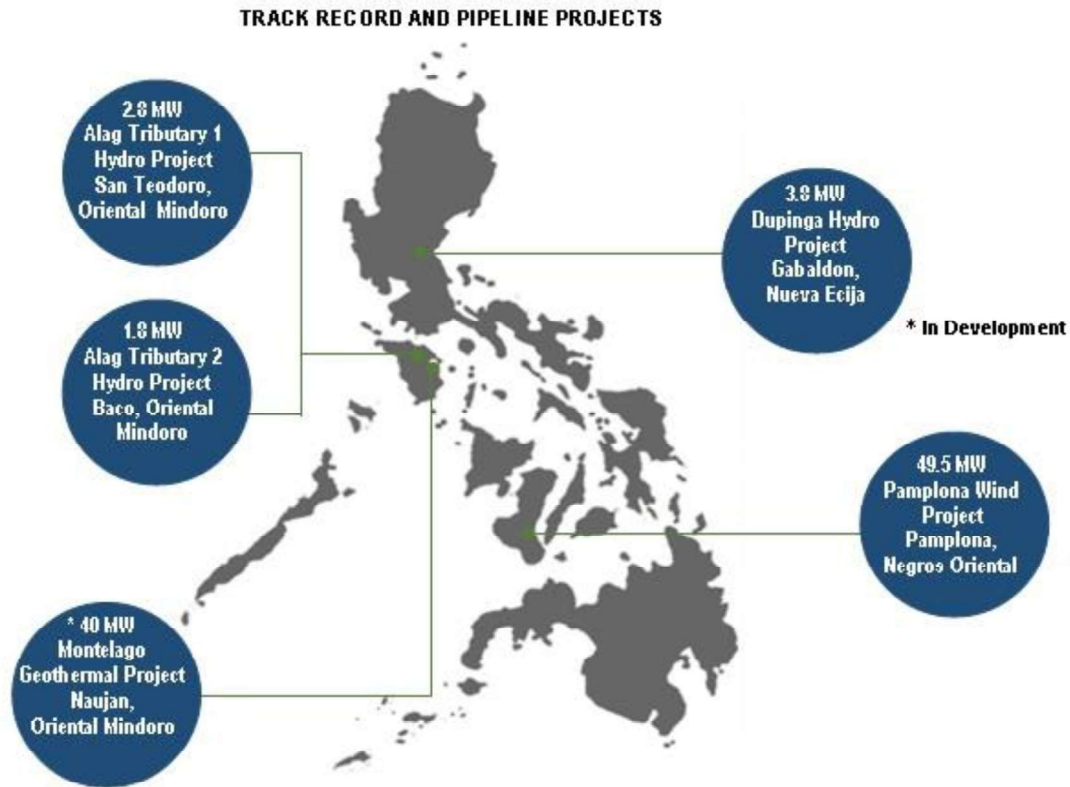 TRACK RECORD AND PIPELINE PROJECTS
2.8 MW
Alag Tributary 1
Hydro Project
San Teodoro,
Oriental Mindoro
1.8 MW
Alag Tributary 2
Hydro Project
Baco, Oriental
Mindoro
* 40 MW
Montelago
Geothermal Project
Naujan,
Oriental Mindoro
3.8 MW
Dupinga Hydro
Project
Gabaldon,
Nueva Ecija
* In Development
49.5 MW
Pamplona Wind
Project
Pamplona,
Negros Oriental